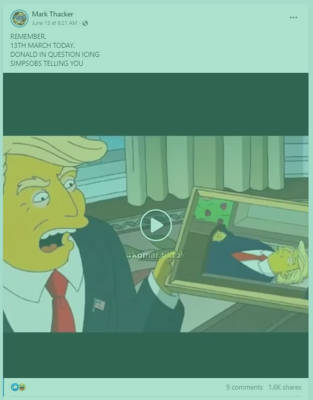 Mark Thacker
June 13 at 8:21 AM ·
REMEMBER,
13TH MARCH TODAY.
DONALD IN QUESTION ICING
SIMPSOBS TELLING YOU
9 comments 1.6K shares